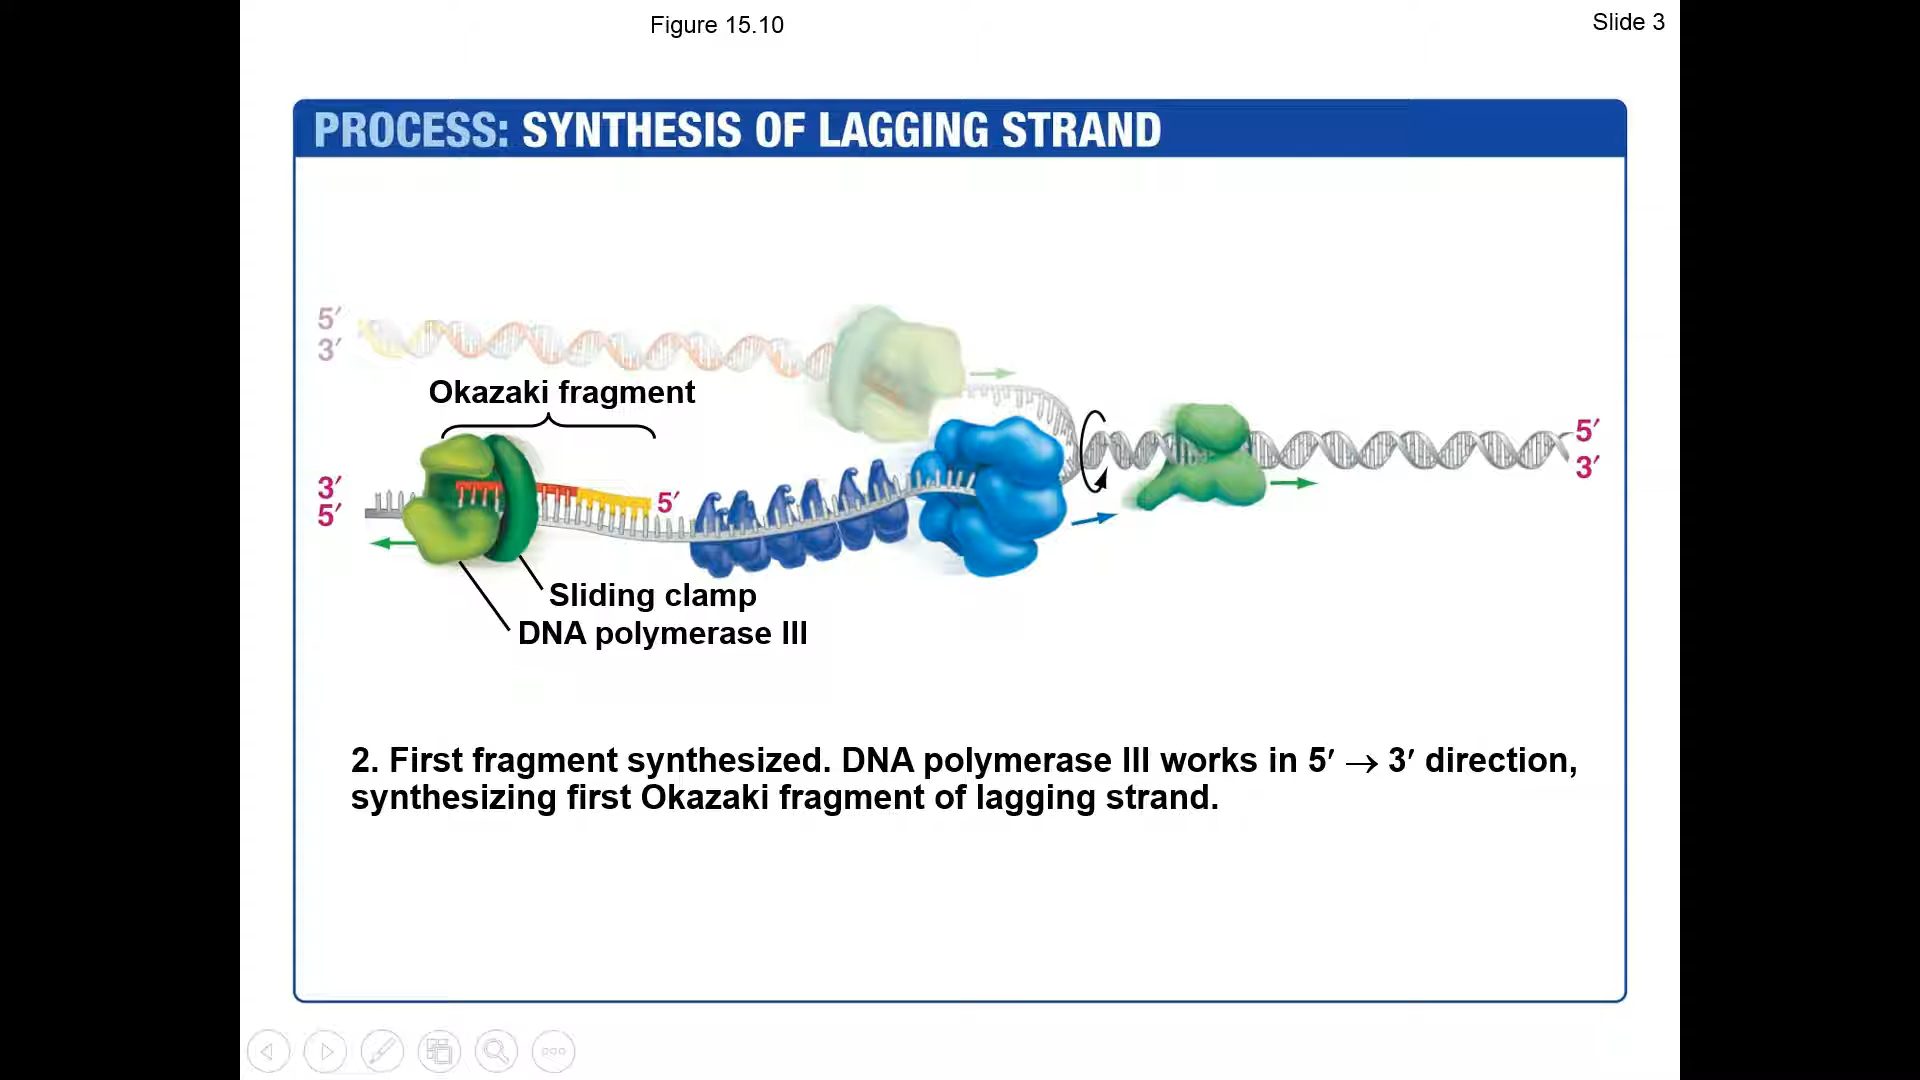 Figure 15.10
Slide 3
PROCESS: SYNTHESIS OF LAGGING STRAND
5′
3′
Okazaki fragment
5′
3′
3′
5′
5′
Sliding clamp
DNA polymerase III
2. First fragment synthesized. DNA polymerase III works in 5′ → 3′ direction,
synthesizing first Okazaki fragment of lagging strand.